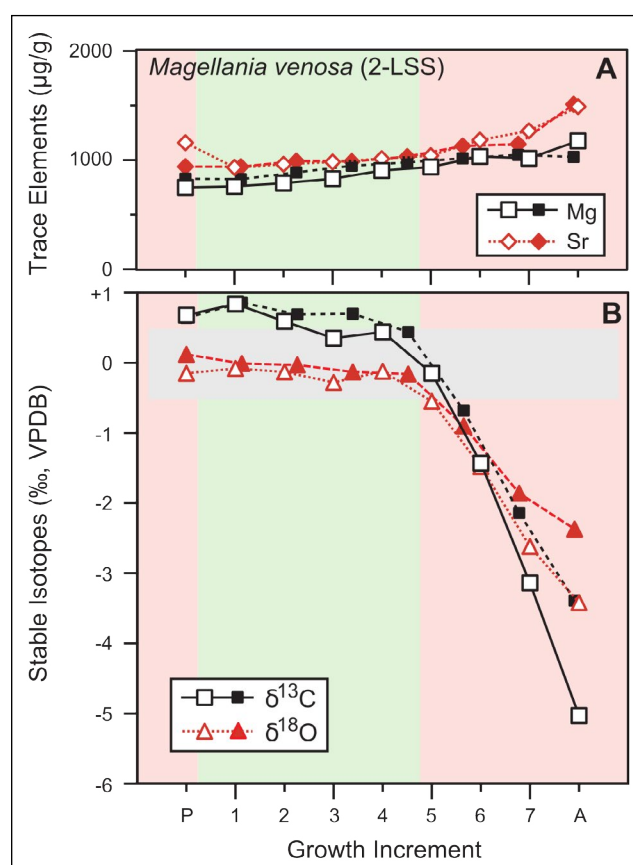 2000
Magellania venosa (2-LSS)
A
Trace Elements (µg/g)
1000
Mg
Sr
0
+1
B
0
-1
-2
Stable Isotopes (‰, VPDB)
-3
-4
δ¹³C
δ¹⁸O
-5
-6
P 1 2 3 4 5 6 7 A
Growth Increment